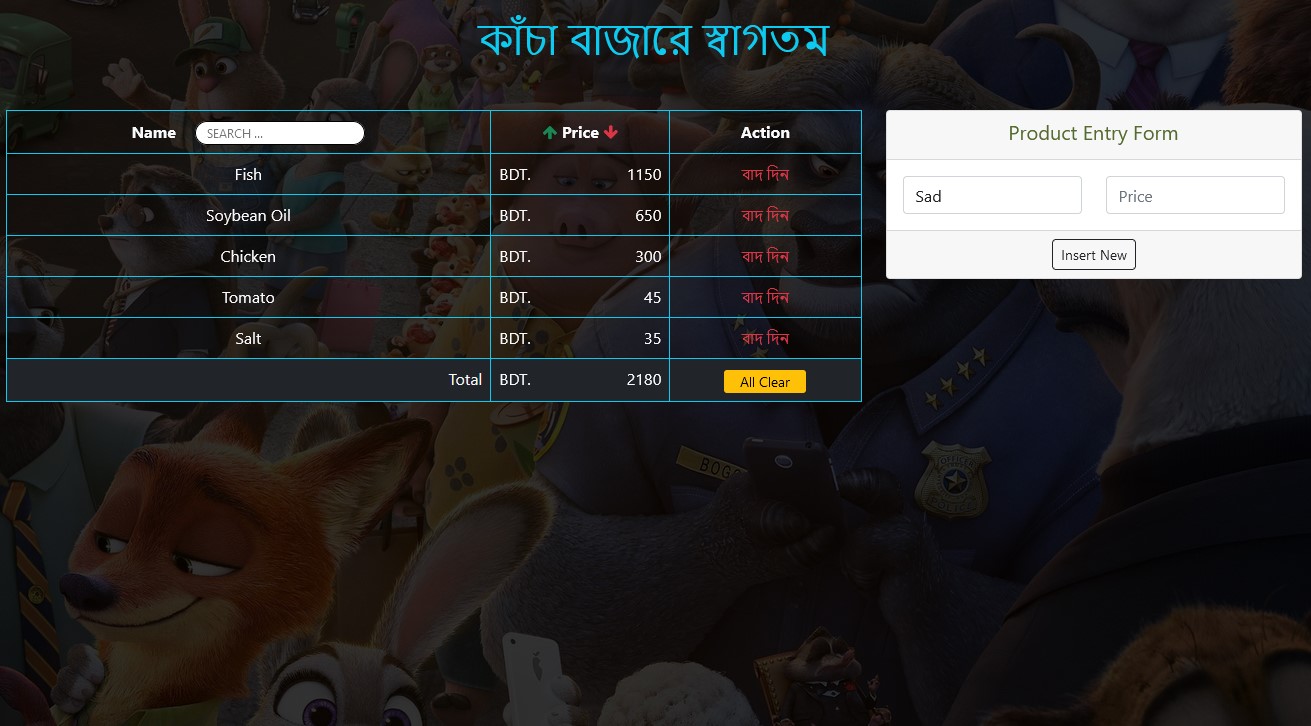 কাঁচা বাজারে স্বাগতম
Name SEARCH ... Price Action
Fish BDT. 1150 বাদ দিন
Soybean Oil BDT. 650 বাদ দিন
Chicken BDT. 300 বাদ দিন
Tomato BDT. 45 বাদ দিন
Salt BDT. 35 বাদ দিন
Total BDT. 2180 All Clear
Product Entry Form
Sad Price
Insert New